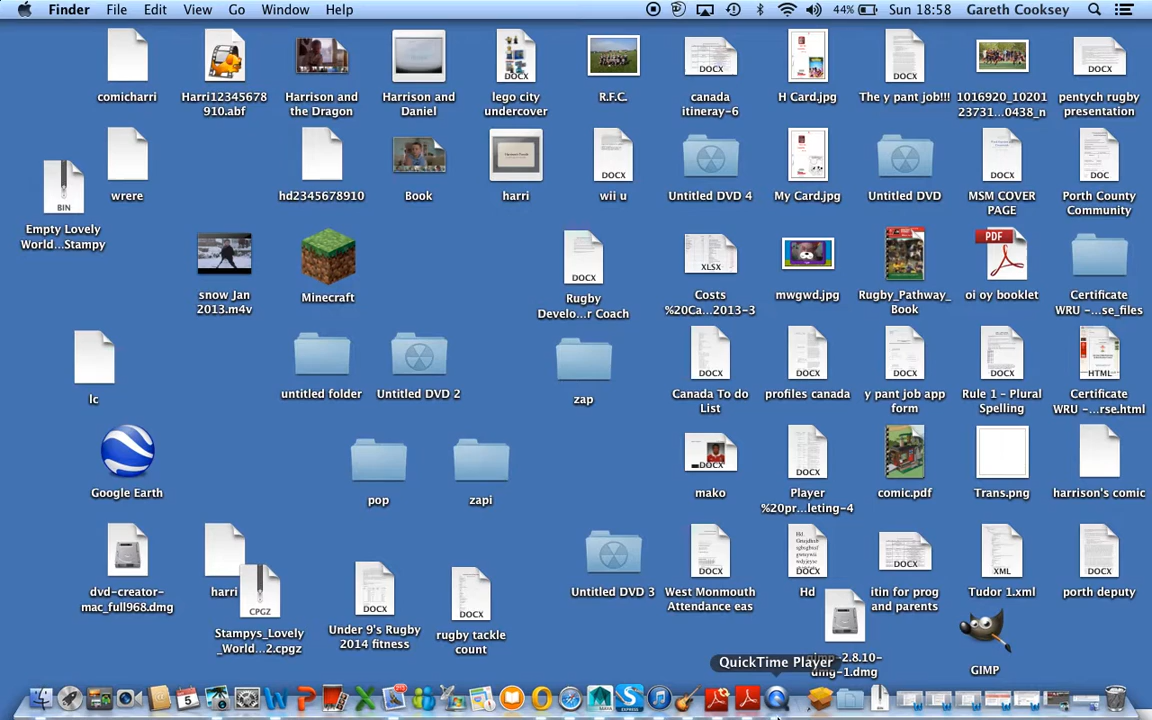 Finder File Edit View Go Window Help 44% Sun 18:58 Gareth Cooksey
comicharri
Harri12345678
910.abf
Harrison and
the Dragon
Harrison and
Daniel
DOCX
lego city
undercover
R.F.C.
DOCX
canada
itineray-6
H Card.jpg
DOCX
The y pant job!!!
1016920_10201
23731...0438_n
DOCX
pentych rugby
presentation
BIN
Empty Lovely
World...Stampy
wrere
hd2345678910
Book
harri
DOCX
wii u
Untitled DVD 4
My Card.jpg
Untitled DVD
DOCX
MSM COVER
PAGE
DOC
Porth County
Community
snow Jan
2013.m4v
Minecraft
DOCX
Rugby
Develo...r Coach
XLSX
Costs
%20Ca...2013-3
mwgwd.jpg
Rugby_Pathway_
Book
PDF
oi oy booklet
Certificate
WRU -...se_files
lc
untitled folder
Untitled DVD 2
zap
DOCX
Canada To do
List
DOCX
profiles canada
DOCX
y pant job app
form
DOCX
Rule 1 - Plural
Spelling
HTML
Certificate
WRU -...rse.html
Google Earth
pop
zapi
DOCX
mako
DOCX
Player
%20pr...leting-4
comic.pdf
Trans.png
harrison's comic
dvd-creator-
mac_full968.dmg
harri
CPGZ
Stampys_Lovely
_World...2.cpgz
DOCX
Under 9's Rugby
2014 fitness
DOCX
rugby tackle
count
Untitled DVD 3
DOCX
West Monmouth
Attendance eas
DOCX
Hd
DOCX
itin for prog
and parents
XML
Tudor 1.xml
DOCX
porth deputy
gimp-2.8.10-
dmg-1.dmg
GIMP
QuickTime Player